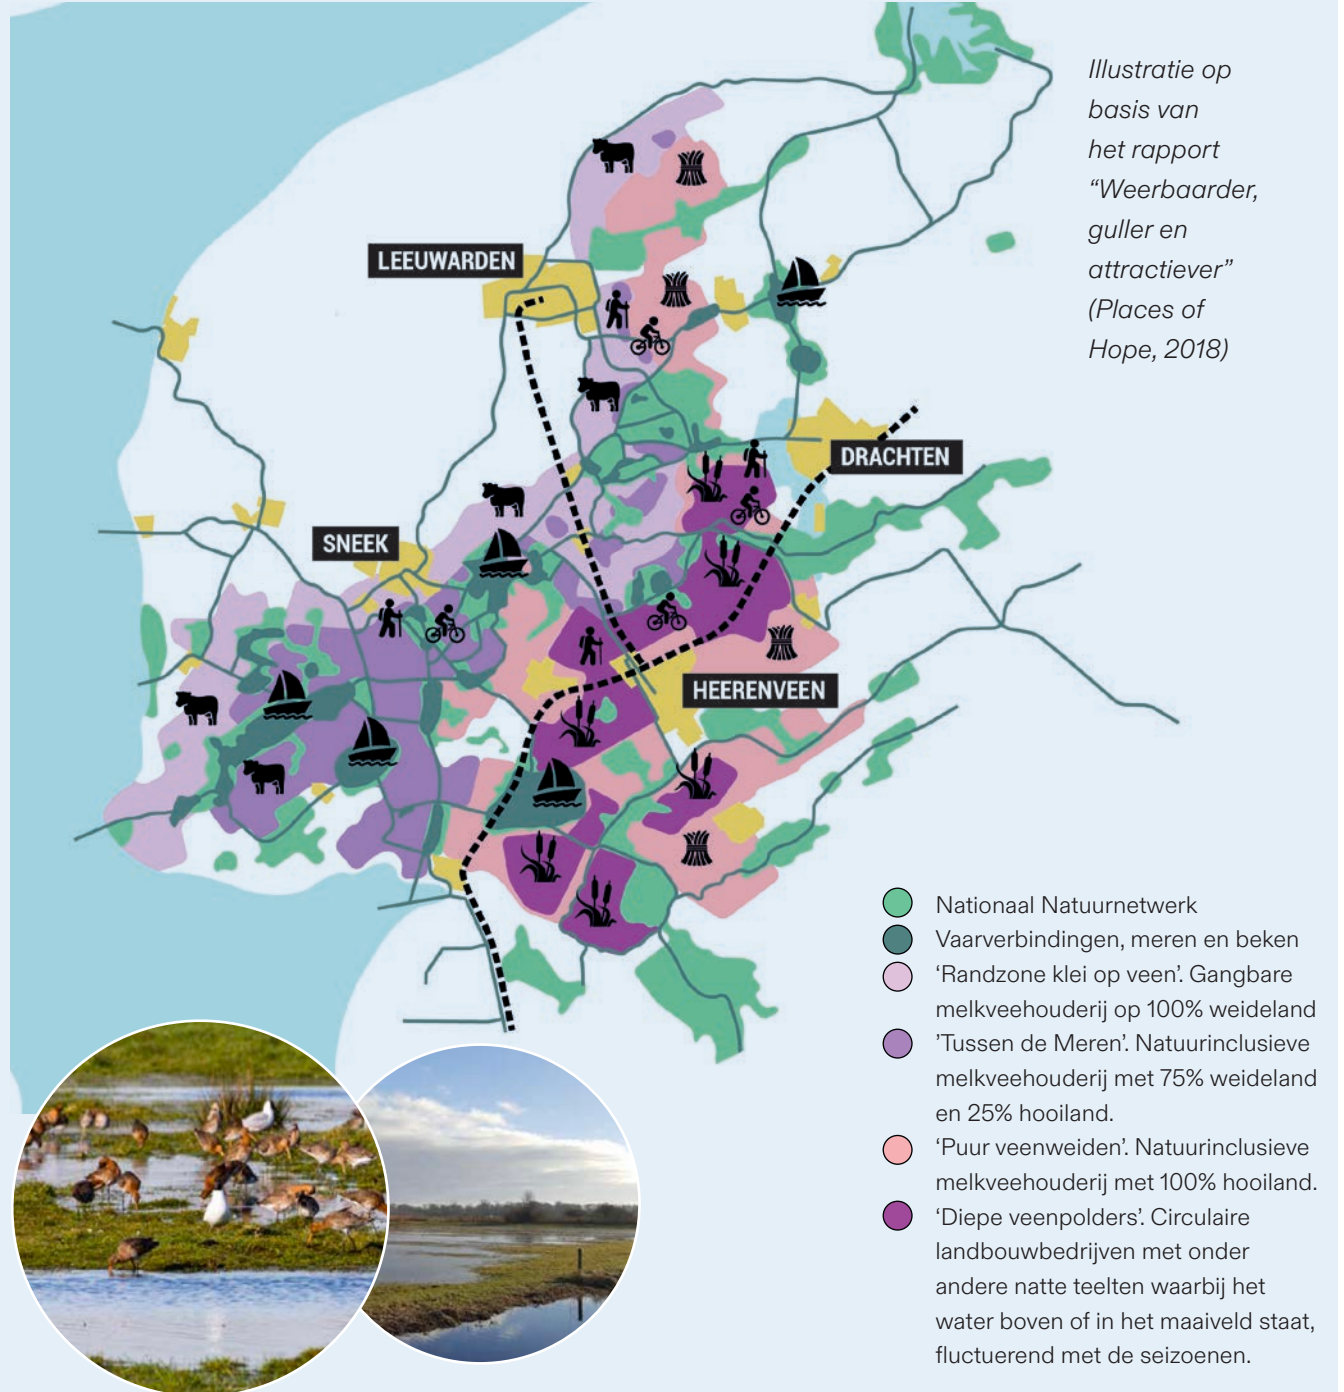 Illustratie op
basis van
het rapport
“Weerbaarder,
guller en
attractiever”
(Places of
Hope, 2018)
LEEUWARDEN
DRACHTEN
SNEEK
HEERENVEEN
Nationaal Natuurnetwerk
Vaarverbindingen, meren en beken
‘Randzone klei op veen’. Gangbare
melkveehouderij op 100% weideland
’Tussen de Meren’. Natuurinclusieve
melkveehouderij met 75% weideland
en 25% hooiland.
‘Puur veenweiden’. Natuurinclusieve
melkveehouderij met 100% hooiland.
‘Diepe veenpolders’. Circulaire
landbouwbedrijven met onder
andere natte teelten waarbij het
water boven of in het maaiveld staat,
fluctuerend met de seizoenen.